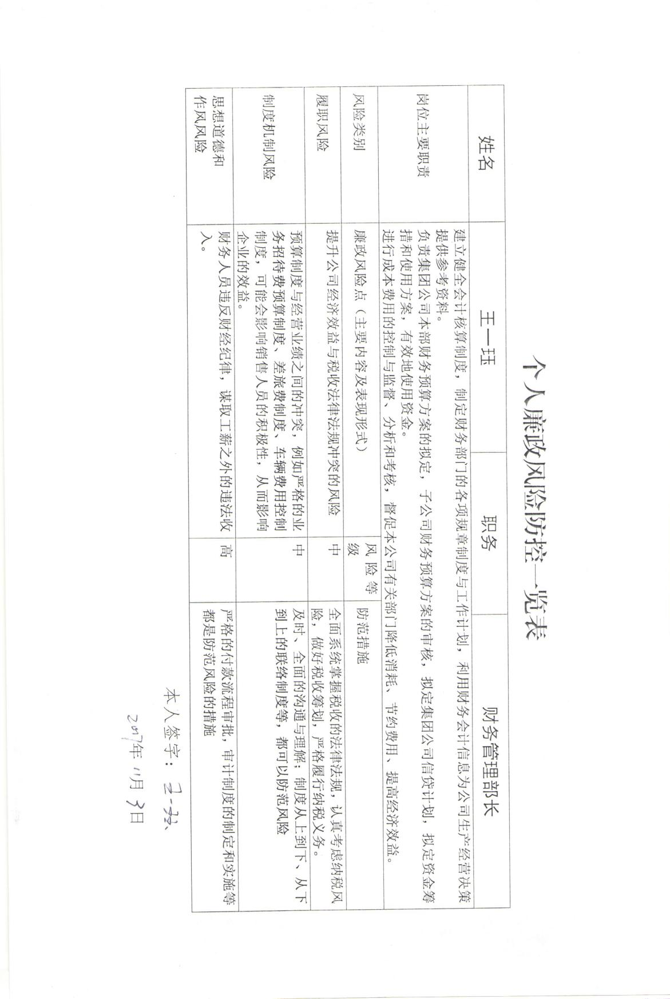 个人廉政风险防控一览表
姓名
王一珏
职务
财务管理部长
岗位主要职责
建立健全会计核算制度，制定财务部门的各项规章制度与工作计划，利用财务会计信息为公司生产经营决策
提供参考资料。
负责集团公司本部财务预算方案的拟定，子公司财务预算方案的审核，拟定集团公司信贷计划，拟定资金筹
措和使用方案，有效地使用资金。
进行成本费用的控制与监督、分析和考核，督促本公司有关部门降低消耗、节约费用、提高经济效益。
风险类别
廉政风险点（主要内容及表现形式）
风险等
级
防范措施
履职风险
提升公司经济效益与税收法律法规冲突的风险
中
全面系统掌握税收的法律法规，认真考虑纳税风
险，做好税收筹划，严格履行纳税义务。
制度机制风险
预算制度与经营业绩之间的冲突，例如严格的业
务招待费预算制度、差旅费制度、车辆费用控制
制度，可能会影响销售人员的积极性，从而影响
企业的效益。
中
及时、全面的沟通与理解；制度从上到下、从下
到上的联络制度等，都可以防范风险
思想道德和
作风风险
财务人员违反财经纪律，谋取工薪之外的违法收
入。
高
严格的付款流程审批，审计制度的制定和实施等
都是防范风险的措施
本人签字：王一珏
2017年11月3日